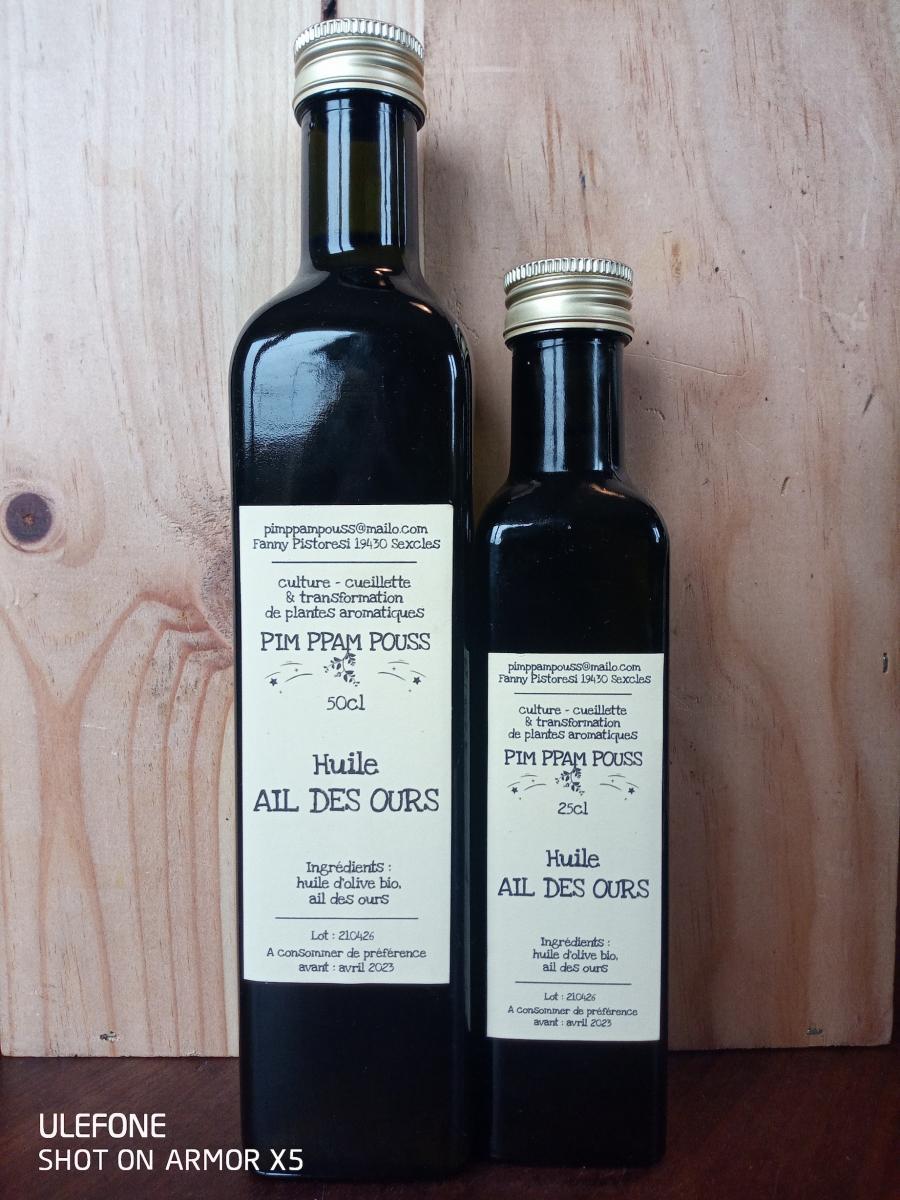 pimppampouss@mailo.com
Fanny Pistoresi 19430 Sexcles
culture - cueillette
& transformation
de plantes aromatiques
PIM PPAM POUSS
50cl
Huile
AIL DES OURS
Ingrédients :
huile d'olive bio,
ail des ours
Lot : 210426
A consommer de préférence
avant : avril 2023
pimppampouss@mailo.com
Fanny Pistoresi 19430 Sexcles
culture - cueillette
& transformation
de plantes aromatiques
PIM PPAM POUSS
25cl
Huile
AIL DES OURS
Ingrédients :
huile d'olive bio,
ail des ours
Lot : 210426
A consommer de préférence
avant : avril 2023
ULEFONE
SHOT ON ARMOR X5